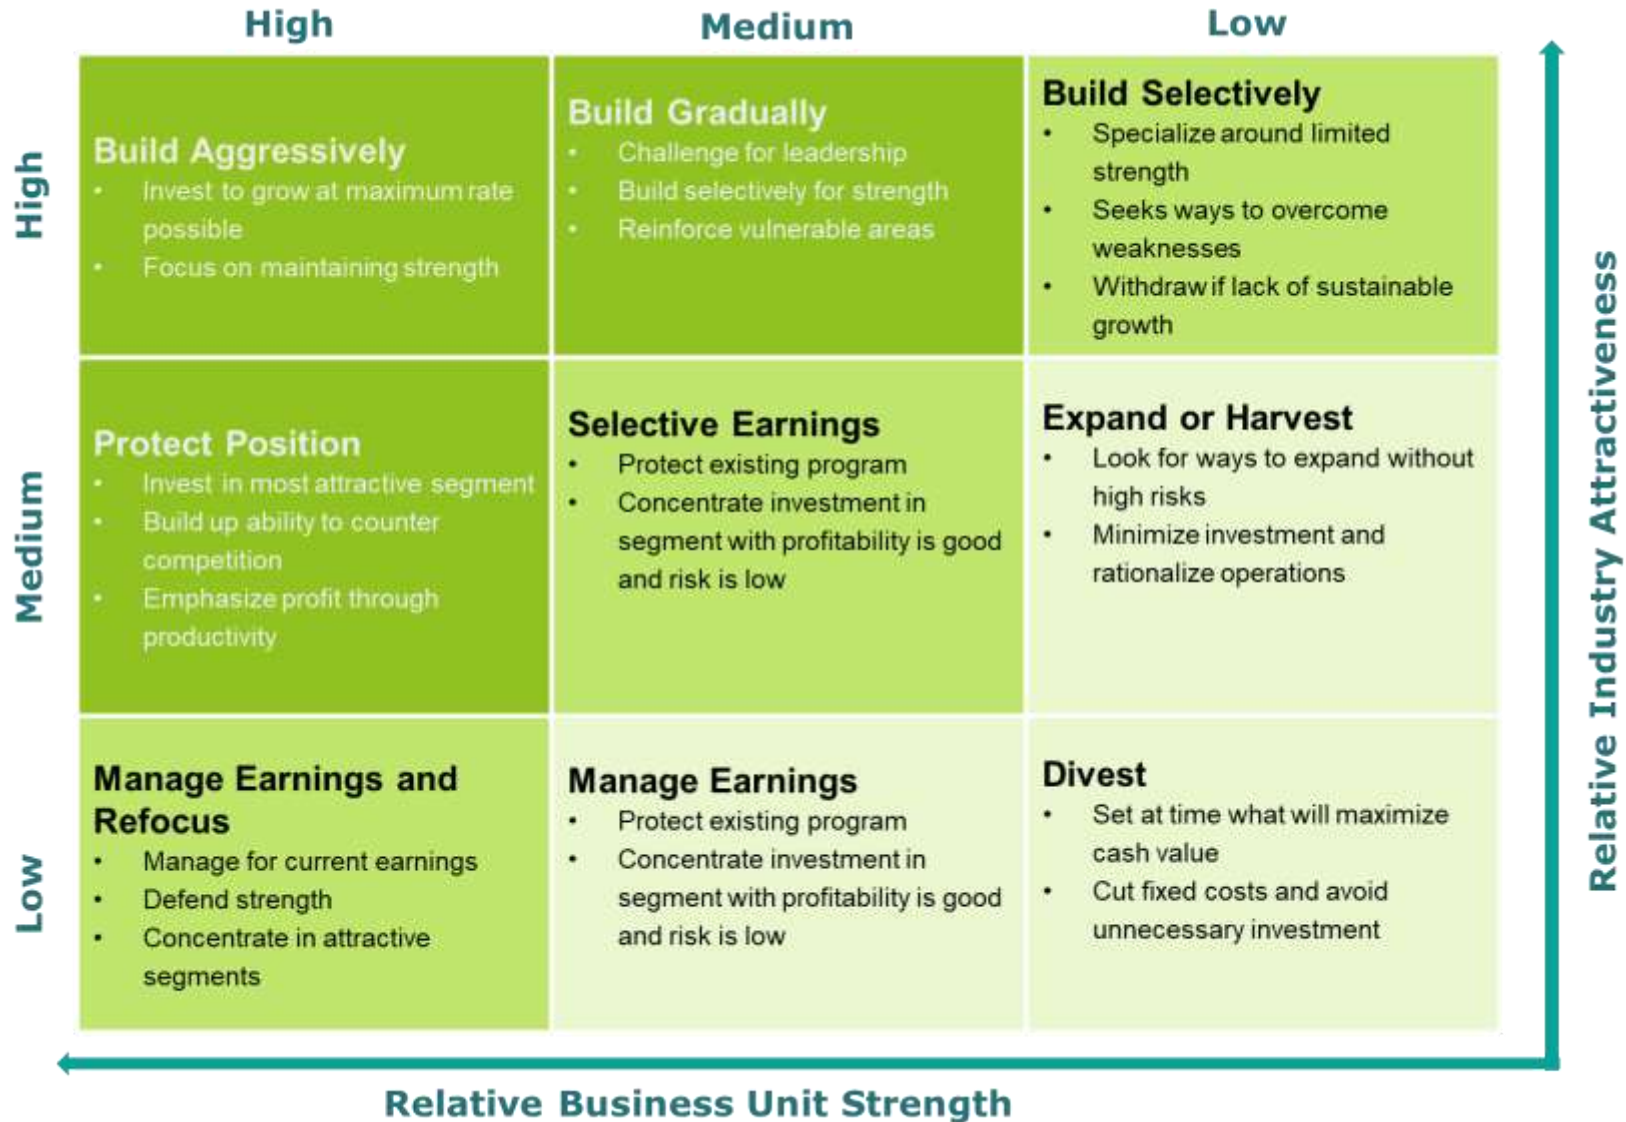 High
Medium
Low
High
Build Aggressively
• Invest to grow at maximum rate
possible
• Focus on maintaining strength
Build Gradually
• Challenge for leadership
• Build selectively for strength
• Reinforce vulnerable areas
Build Selectively
• Specialize around limited
strength
• Seeks ways to overcome
weaknesses
• Withdraw if lack of sustainable
growth
Medium
Protect Position
• Invest in most attractive segment
• Build up ability to counter
competition
• Emphasize profit through
productivity
Selective Earnings
• Protect existing program
• Concentrate investment in
segment with profitability is good
and risk is low
Expand or Harvest
• Look for ways to expand without
high risks
• Minimize investment and
rationalize operations
Low
Manage Earnings and
Refocus
• Manage for current earnings
• Defend strength
• Concentrate in attractive
segments
Manage Earnings
• Protect existing program
• Concentrate investment in
segment with profitability is good
and risk is low
Divest
• Set at time what will maximize
cash value
• Cut fixed costs and avoid
unnecessary investment
Relative Industry Attractiveness
Relative Business Unit Strength